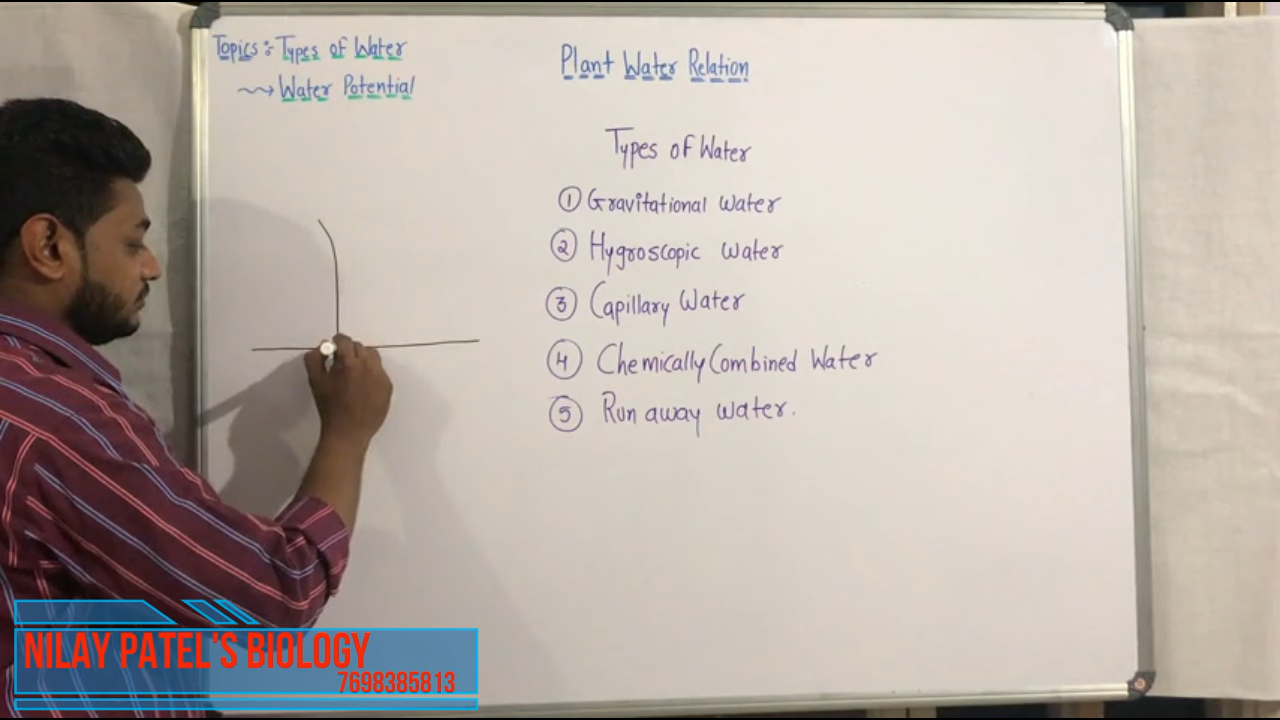 Topics:- Types of Water
Water Potential
Plant Water Relation
Types of Water
① Gravitational Water
② Hygroscopic Water
③ Capillary Water
④ Chemically Combined Water
⑤ Run away water.
NILAY PATEL'S BIOLOGY
7698385813